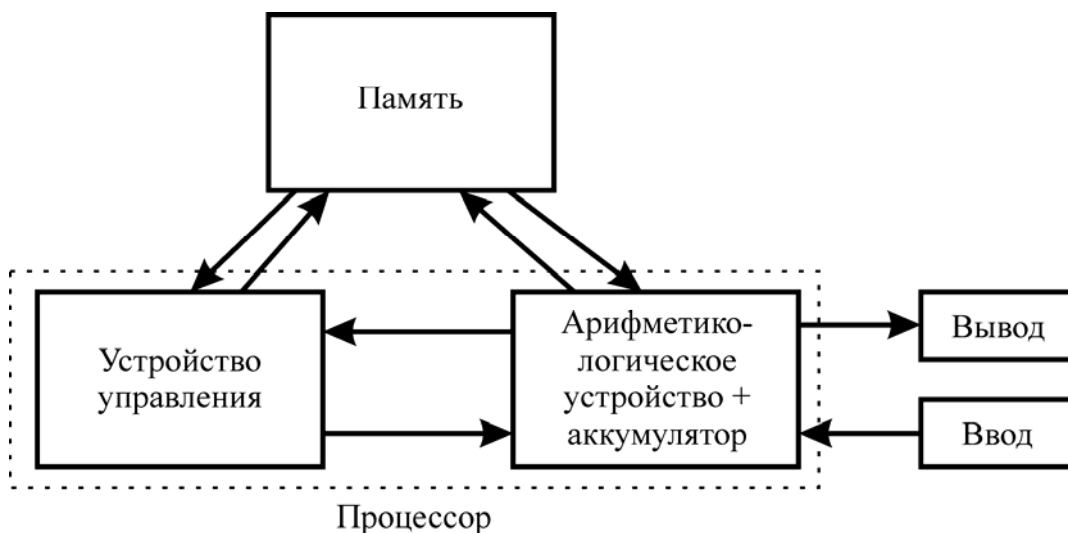 Память
Устройство
управления
Арифметико-
логическое
устройство +
аккумулятор
Вывод
Ввод
Процессор